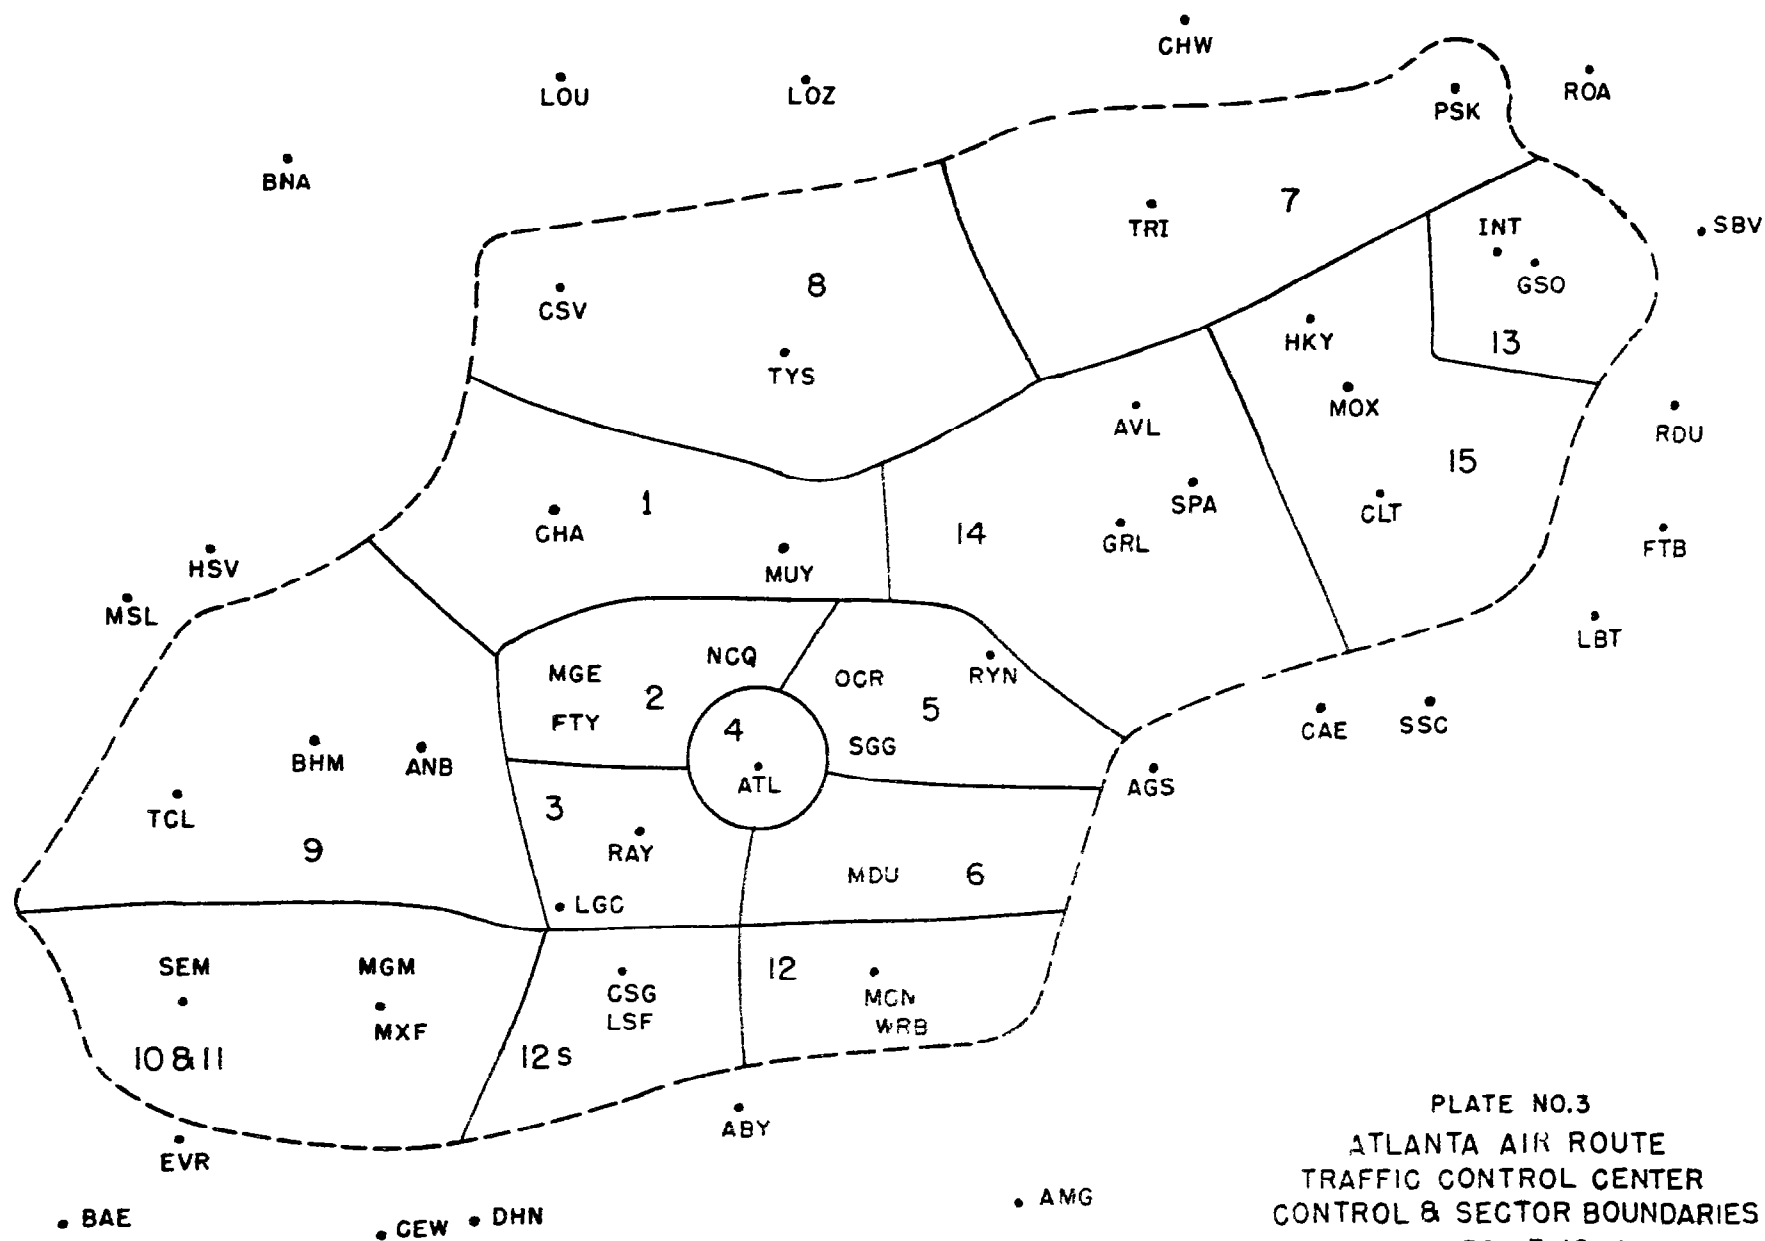 CHW
LOU
LOZ
PSK
ROA
BNA
TRI
7
INT
SBV
GSO
8
CSV
HKY
13
TYS
MOX
AVL
RDU
15
1
SPA
CLT
CHA
14
GRL
FTB
HSV
MUY
MSL
LBT
NCQ
MGE
OCR
RYN
2
5
FTY
4
SGG
CAE
SSC
BHM
ANB
ATL
AGS
3
TCL
9
RAY
MDU
6
LGC
SEM
MGM
12
CSG
MCN
LSF
WRB
MXF
10 & 11
12S
ABY
EVR
BAE
CEW
DHN
AMG
PLATE NO.3
ATLANTA AIR ROUTE
TRAFFIC CONTROL CENTER
CONTROL & SECTOR BOUNDARIES